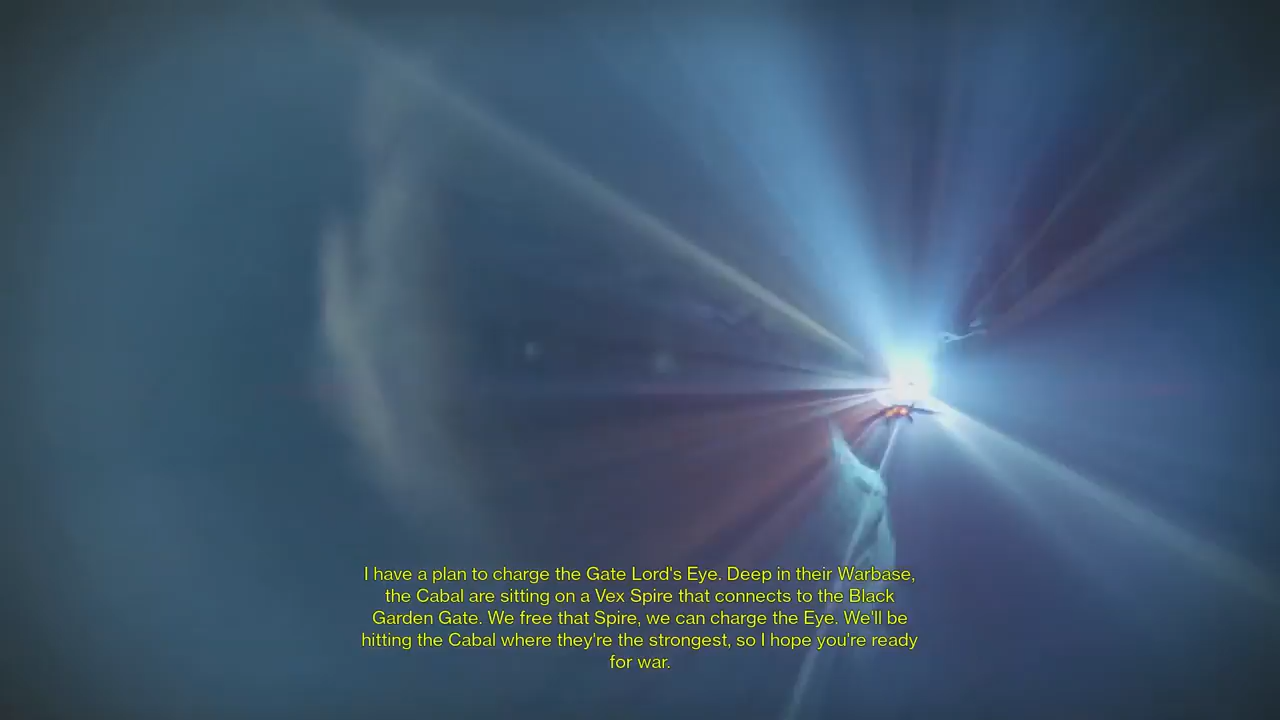 I have a plan to charge the Gate Lord's Eye. Deep in their Warbase,
the Cabal are sitting on a Vex Spire that connects to the Black
Garden Gate. We free that Spire, we can charge the Eye. We'll be
hitting the Cabal where they're the strongest, so I hope you're ready
for war.